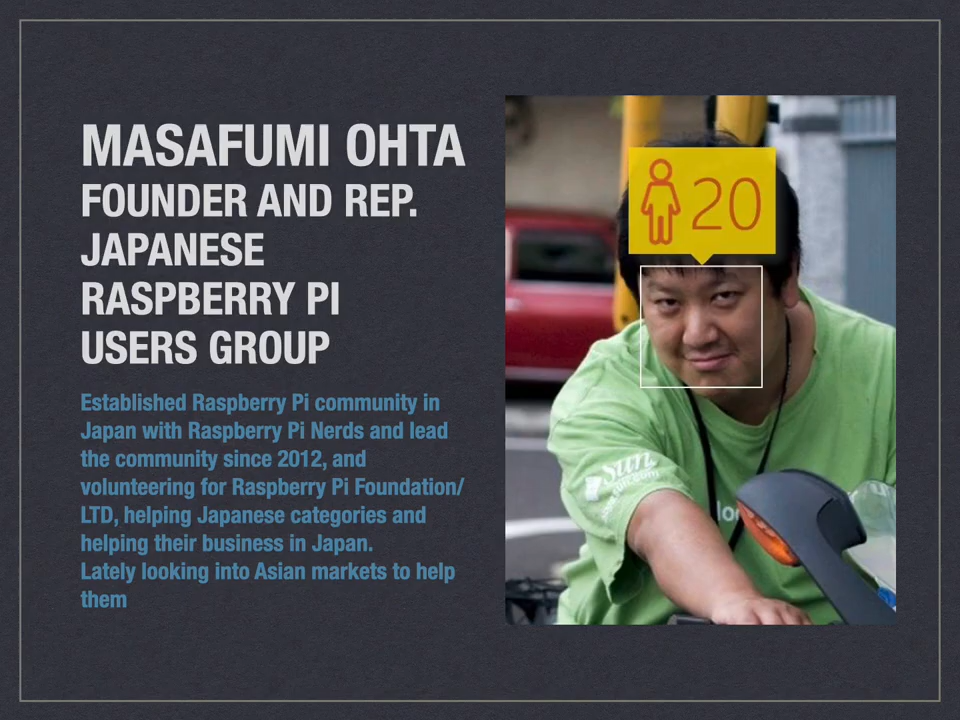 MASAFUMI OHTA
FOUNDER AND REP.
JAPANESE
RASPBERRY PI
USERS GROUP
Established Raspberry Pi community in
Japan with Raspberry Pi Nerds and lead
the community since 2012, and
volunteering for Raspberry Pi Foundation/
LTD, helping Japanese categories and
helping their business in Japan.
Lately looking into Asian markets to help
them
20
Sun